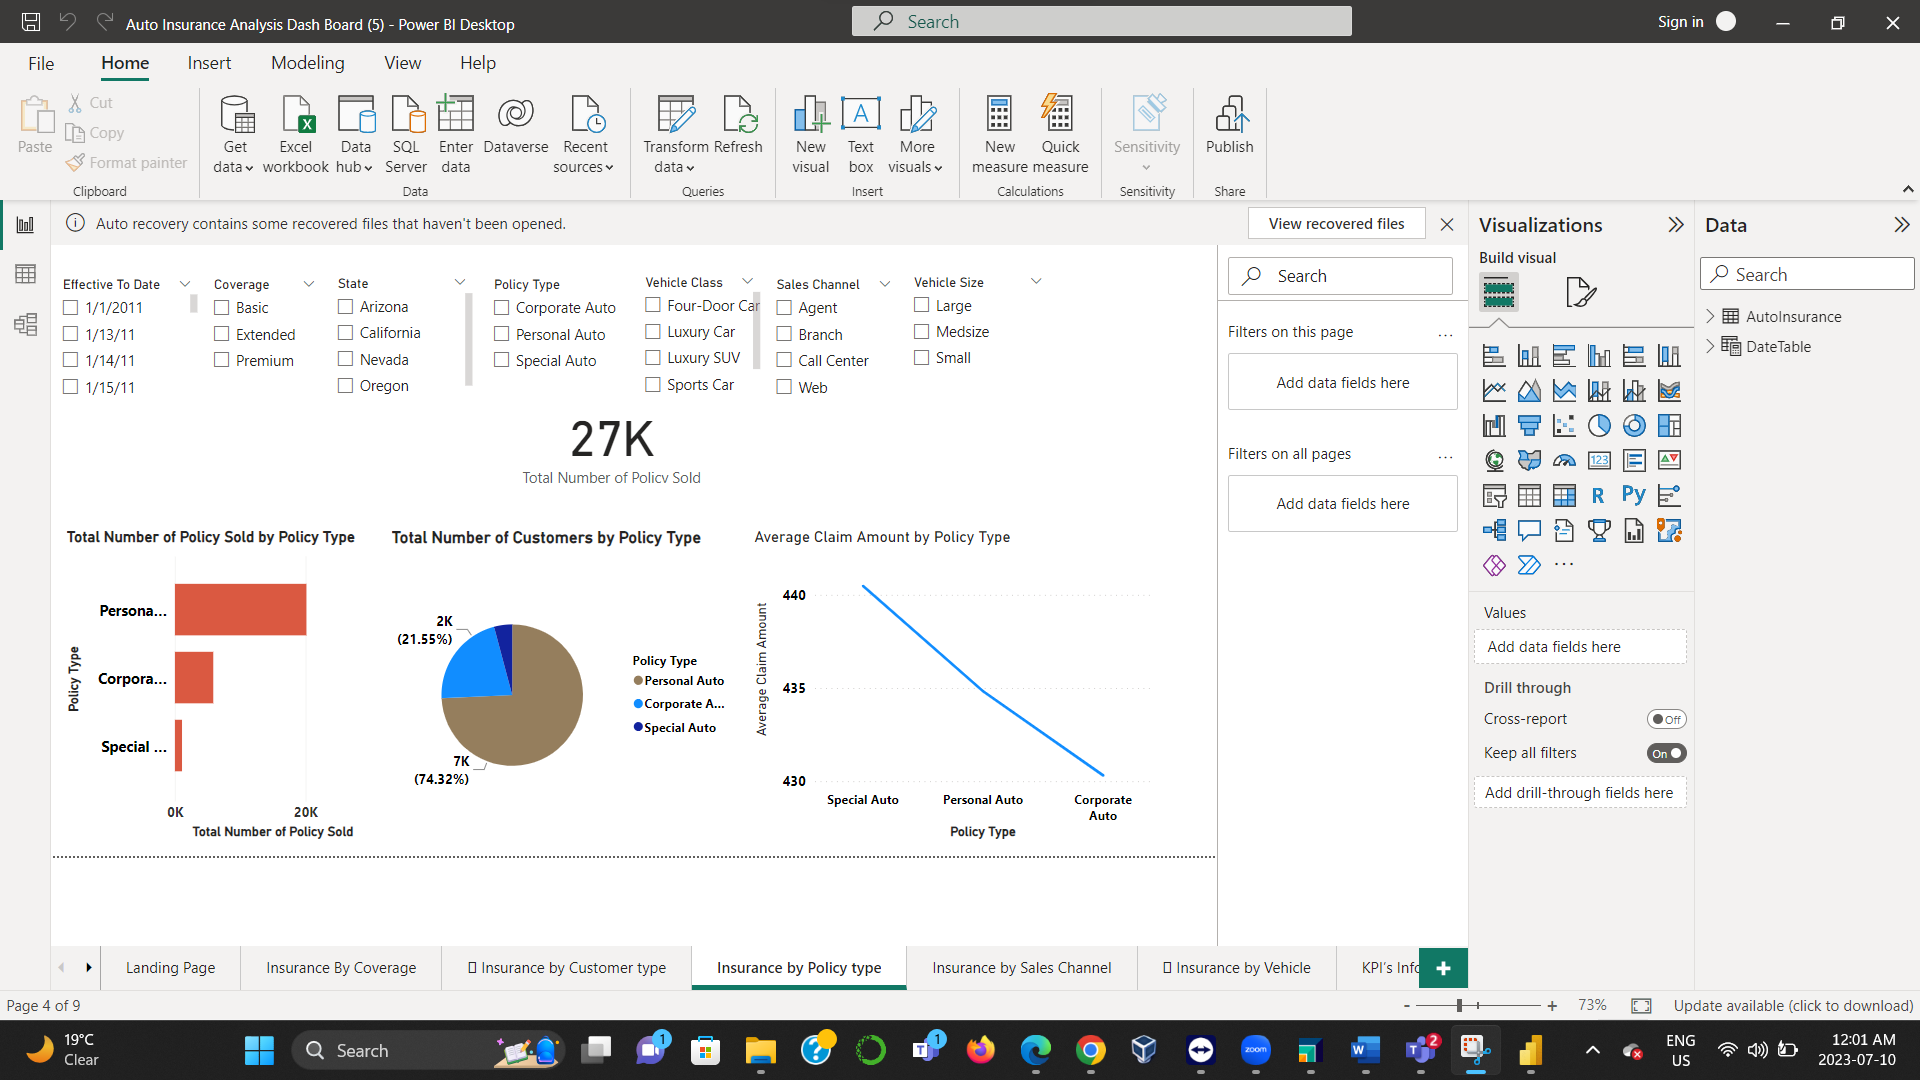 Auto Insurance Analysis Dash Board (5) - Power BI Desktop
Search
Sign in
File Home Insert Modeling View Help
Paste
Cut
Copy
Format painter
Clipboard
Get data
Excel workbook
Data hub
SQL Server
Enter data
Dataverse
Recent sources
Data
Transform data
Refresh
Queries
New visual
Text box
More visuals
Insert
New measure
Quick measure
Calculations
Sensitivity
Sensitivity
Publish
Share
Auto recovery contains some recovered files that haven't been opened.
View recovered files
Effective To Date
1/1/2011
1/13/11
1/14/11
1/15/11
Coverage
Basic
Extended
Premium
State
Arizona
California
Nevada
Oregon
Policy Type
Corporate Auto
Personal Auto
Special Auto
Vehicle Class
Four-Door Car
Luxury Car
Luxury SUV
Sports Car
Sales Channel
Agent
Branch
Call Center
Web
Vehicle Size
Large
Medsize
Small
27K
Total Number of Policy Sold
Total Number of Policy Sold by Policy Type
Policy Type
Persona...
Corpora...
Special ...
0K 20K
Total Number of Policy Sold
Total Number of Customers by Policy Type
2K
(21.55%)
7K
(74.32%)
Policy Type
Personal Auto
Corporate A...
Special Auto
Average Claim Amount by Policy Type
Average Claim Amount
440
435
430
Special Auto
Personal Auto
Corporate Auto
Policy Type
Search
Filters on this page
...
Add data fields here
Filters on all pages
...
Add data fields here
Visualizations
Build visual
123
R
Py
...
Values
Add data fields here
Drill through
Cross-report
Off
Keep all filters
On
Add drill-through fields here
Data
Search
AutoInsurance
DateTable
Landing Page
Insurance By Coverage
Insurance by Customer type
Insurance by Policy type
Insurance by Sales Channel
Insurance by Vehicle
KPI's Info
+
Page 4 of 9
- + 73%
Update available (click to download)
19°C
Clear
Search
1
1
zoom
2
ENG
US
12:01 AM
2023-07-10